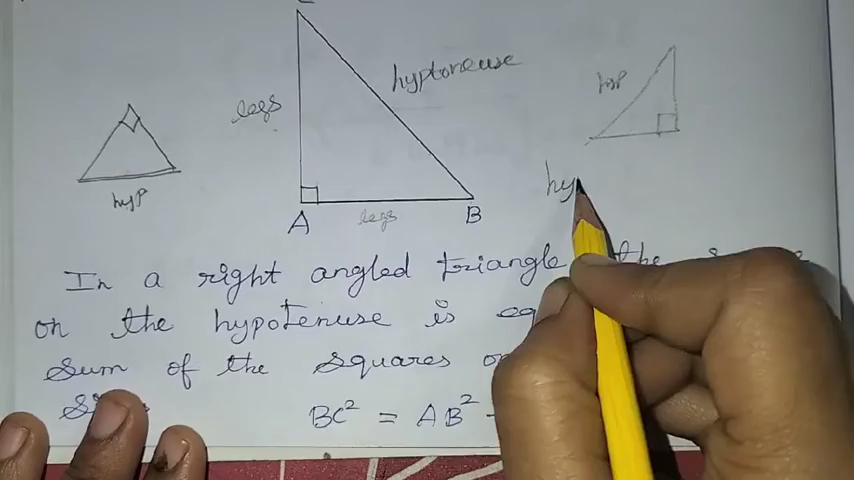 hyptoneuse
hyp
legs
hyp
hy
A
legs
B
In a right angled triangle the
on the hypotenuse is
sum of the squares
BC² = AB²